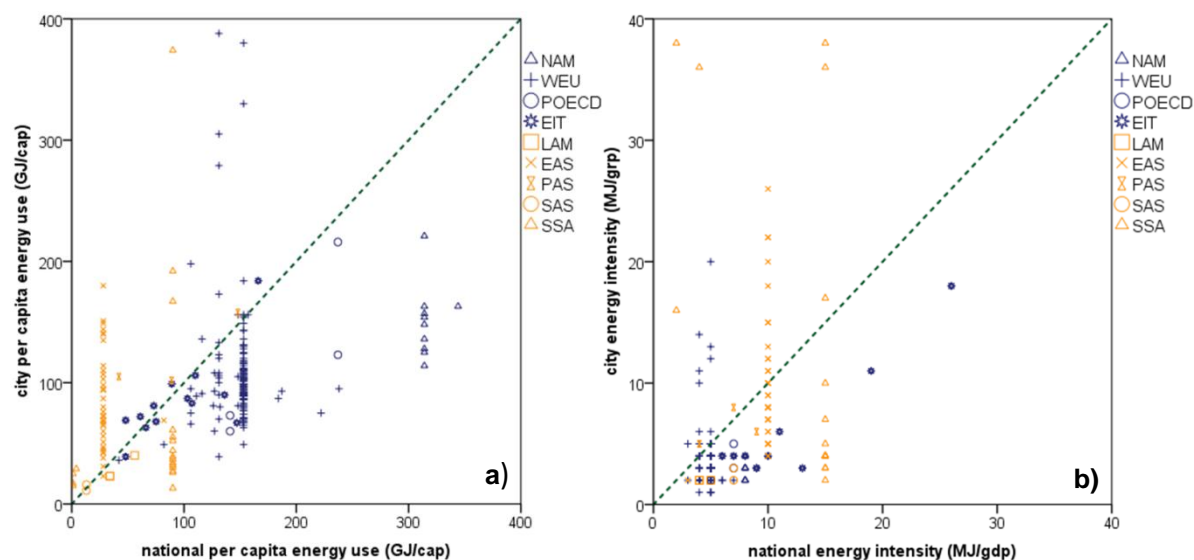 400
300
200
100
0
city per capita energy use (GJ/cap)
0 100 200 300 400
national per capita energy use (GJ/cap)
NAM
WEU
POECD
EIT
LAM
EAS
PAS
SAS
SSA
a)
40
30
20
10
0
city energy intensity (MJ/grp)
0 10 20 30 40
national energy intensity (MJ/gdp)
NAM
WEU
POECD
EIT
LAM
EAS
PAS
SAS
SSA
b)